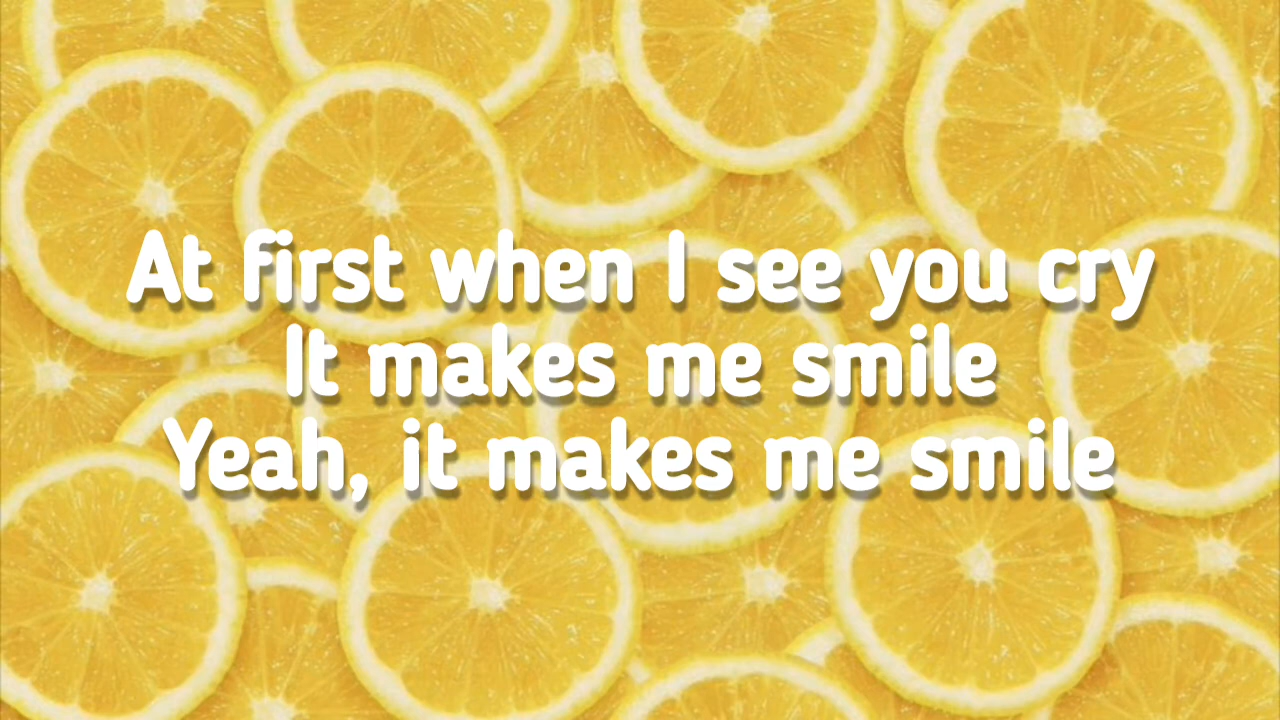 At first when I see you cry
It makes me smile
Yeah, it makes me smile